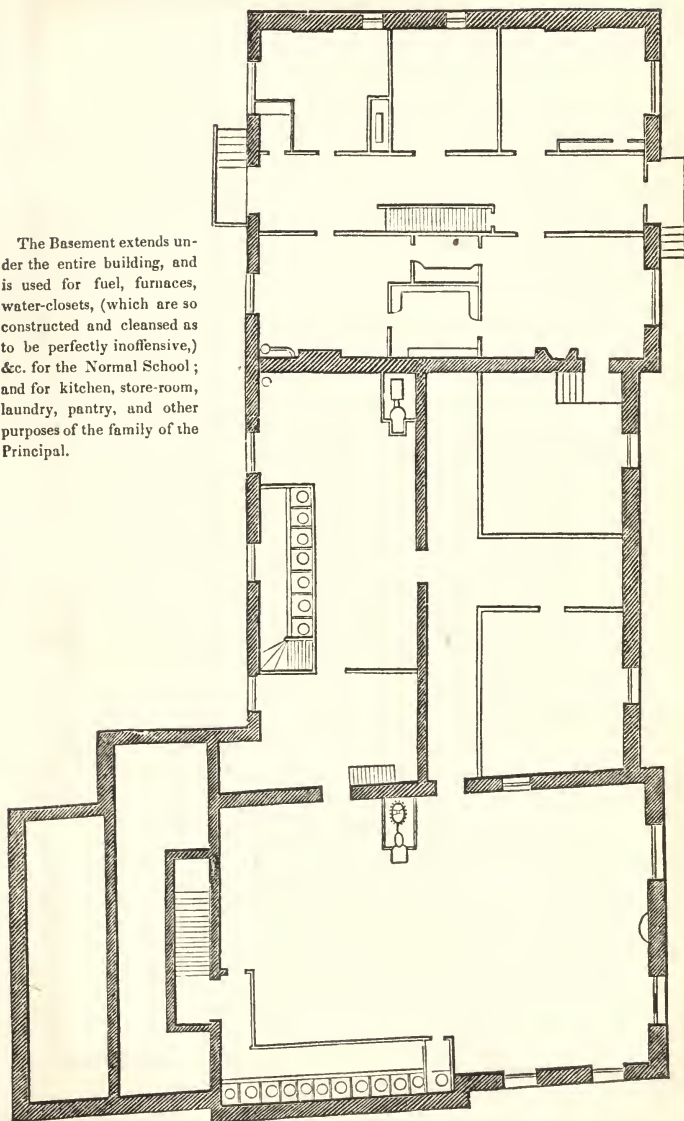 The Basement extends un-
der the entire building, and
is used for fuel, furnaces,
water-closets, (which are so
constructed and cleansed as
to be perfectly inoffensive,)
&c. for the Normal School;
and for kitchen, store-room,
laundry, pantry, and other
purposes of the family of the
Principal.